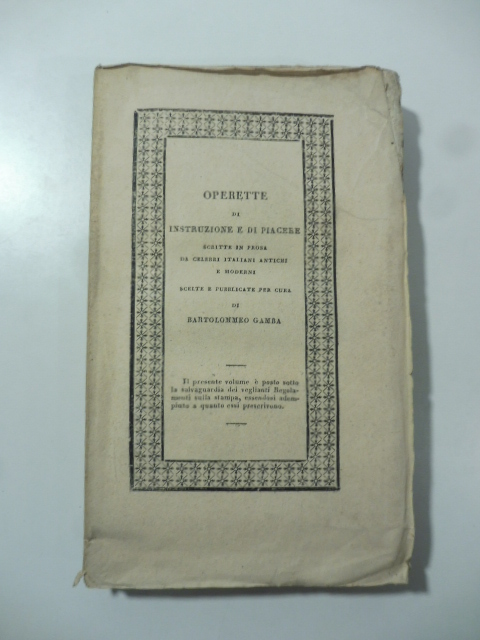 OPERETTE
DI
INSTRUZIONE E DI PIACERE
SCRITTE IN PROSA
DA CELEBRI ITALIANI ANTICHI
E MODERNI
SCELTE E PUBBLICATE PER CURA
DI
BARTOLONMEO GAMBA
Il presente volume è posto sotto
la salvaguardia dei veglianti Regola-
menti sulla stampa, essendosi adem-
piuto a quanto essi prescrivono.